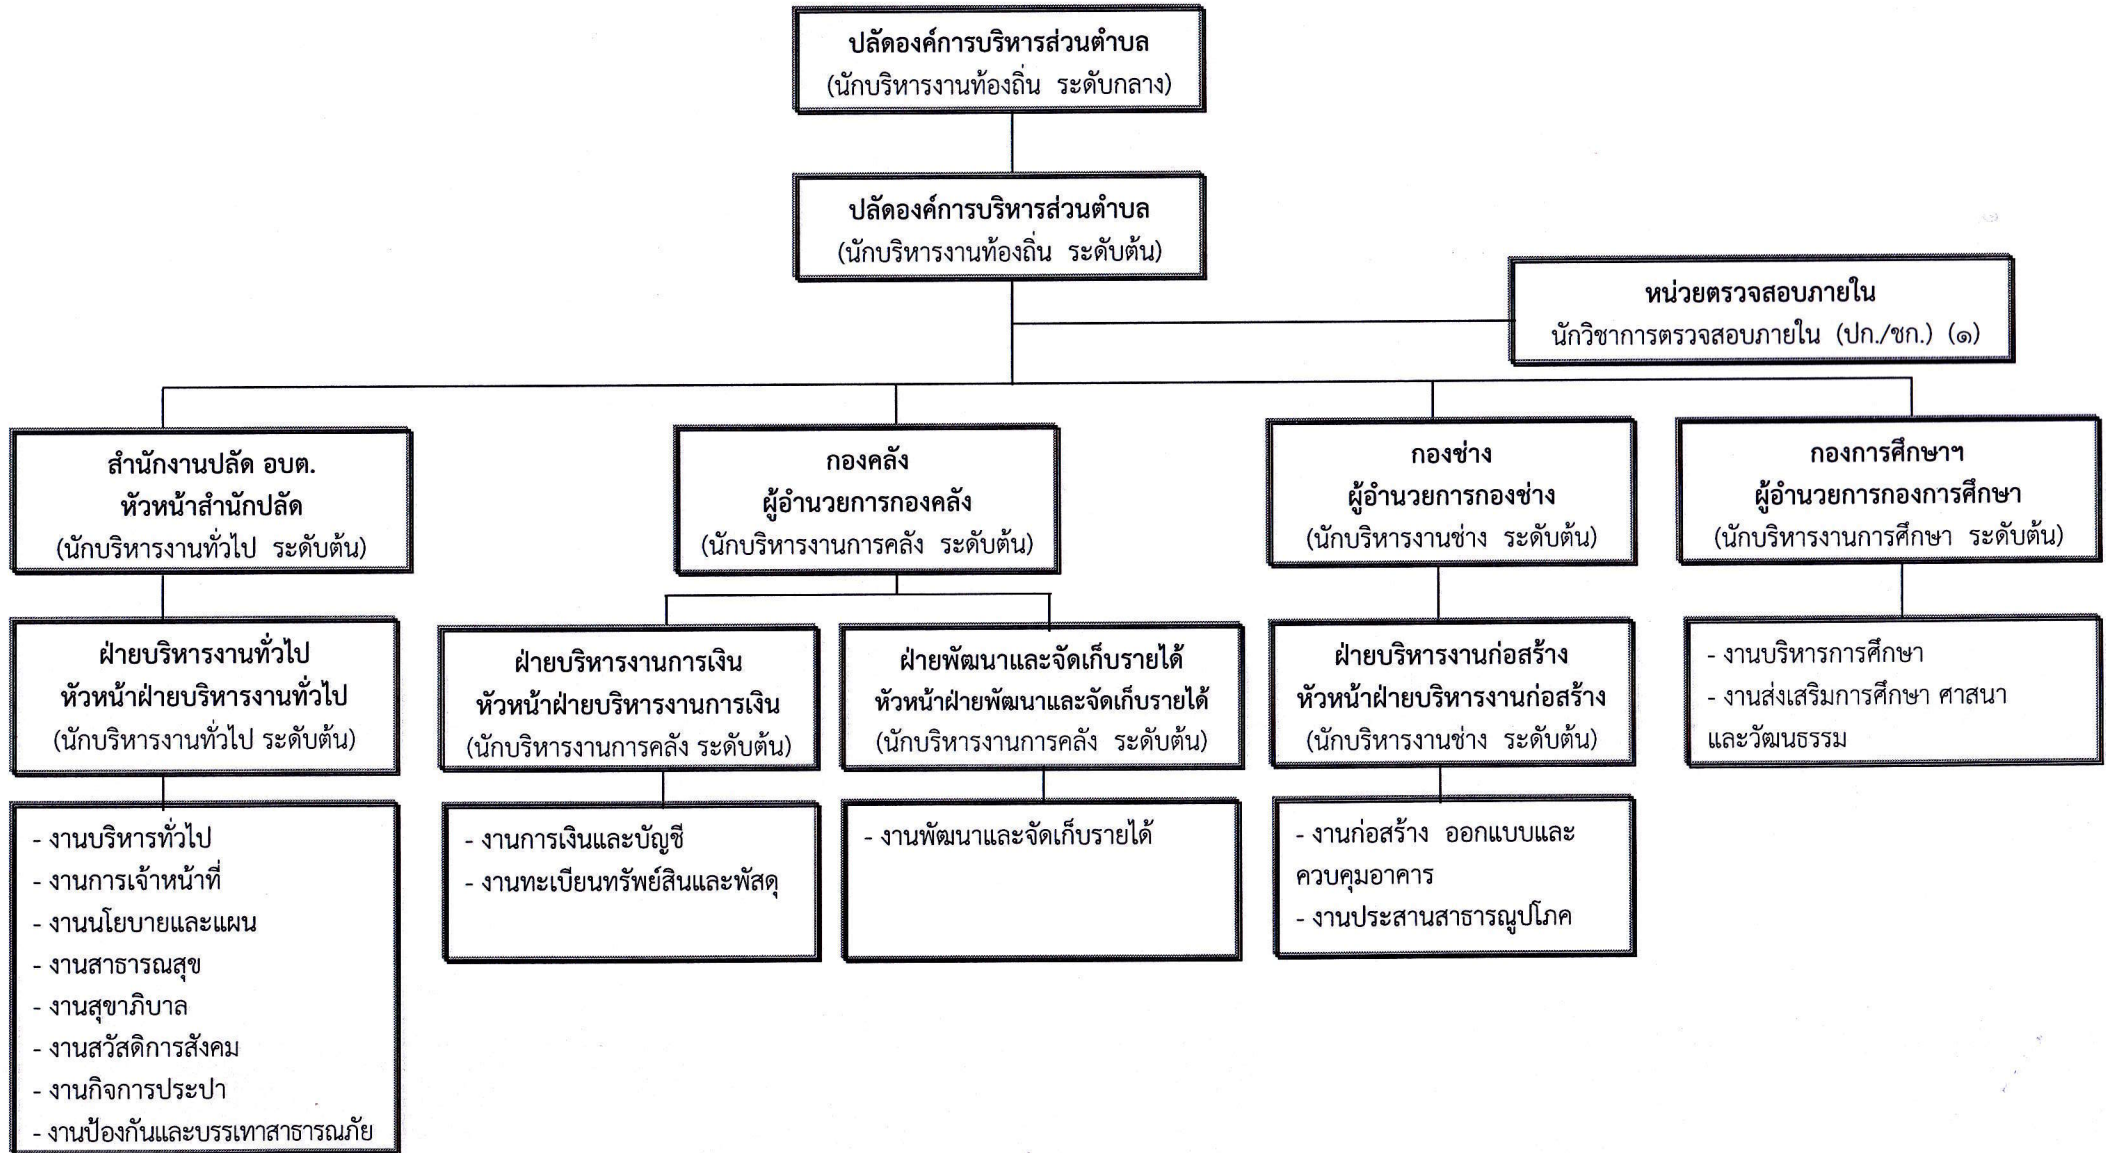 ปลัดองค์การบริหารส่วนตำบล
(นักบริหารงานท้องถิ่น ระดับกลาง)
ปลัดองค์การบริหารส่วนตำบล
(นักบริหารงานท้องถิ่น ระดับต้น)
หน่วยตรวจสอบภายใน
นักวิชาการตรวจสอบภายใน (ปก./ชก.) (๑)
สำนักงานปลัด อบต.
หัวหน้าสำนักปลัด
(นักบริหารงานทั่วไป ระดับต้น)
กองคลัง
ผู้อำนวยการกองคลัง
(นักบริหารงานการคลัง ระดับต้น)
กองช่าง
ผู้อำนวยการกองช่าง
(นักบริหารงานช่าง ระดับต้น)
กองการศึกษาฯ
ผู้อำนวยการกองการศึกษา
(นักบริหารงานการศึกษา ระดับต้น)
ฝ่ายบริหารงานทั่วไป
หัวหน้าฝ่ายบริหารงานทั่วไป
(นักบริหารงานทั่วไป ระดับต้น)
ฝ่ายบริหารงานการเงิน
หัวหน้าฝ่ายบริหารงานการเงิน
(นักบริหารงานการคลัง ระดับต้น)
ฝ่ายพัฒนาและจัดเก็บรายได้
หัวหน้าฝ่ายพัฒนาและจัดเก็บรายได้
(นักบริหารงานการคลัง ระดับต้น)
ฝ่ายบริหารงานก่อสร้าง
หัวหน้าฝ่ายบริหารงานก่อสร้าง
(นักบริหารงานช่าง ระดับต้น)
- งานบริหารการศึกษา
- งานส่งเสริมการศึกษา ศาสนา
และวัฒนธรรม
- งานบริหารทั่วไป
- งานการเจ้าหน้าที่
- งานนโยบายและแผน
- งานสาธารณสุข
- งานสุขาภิบาล
- งานสวัสดิการสังคม
- งานกิจการประปา
- งานป้องกันและบรรเทาสาธารณภัย
- งานการเงินและบัญชี
- งานทะเบียนทรัพย์สินและพัสดุ
- งานพัฒนาและจัดเก็บรายได้
- งานก่อสร้าง ออกแบบและ
ควบคุมอาคาร
- งานประสานสาธารณูปโภค